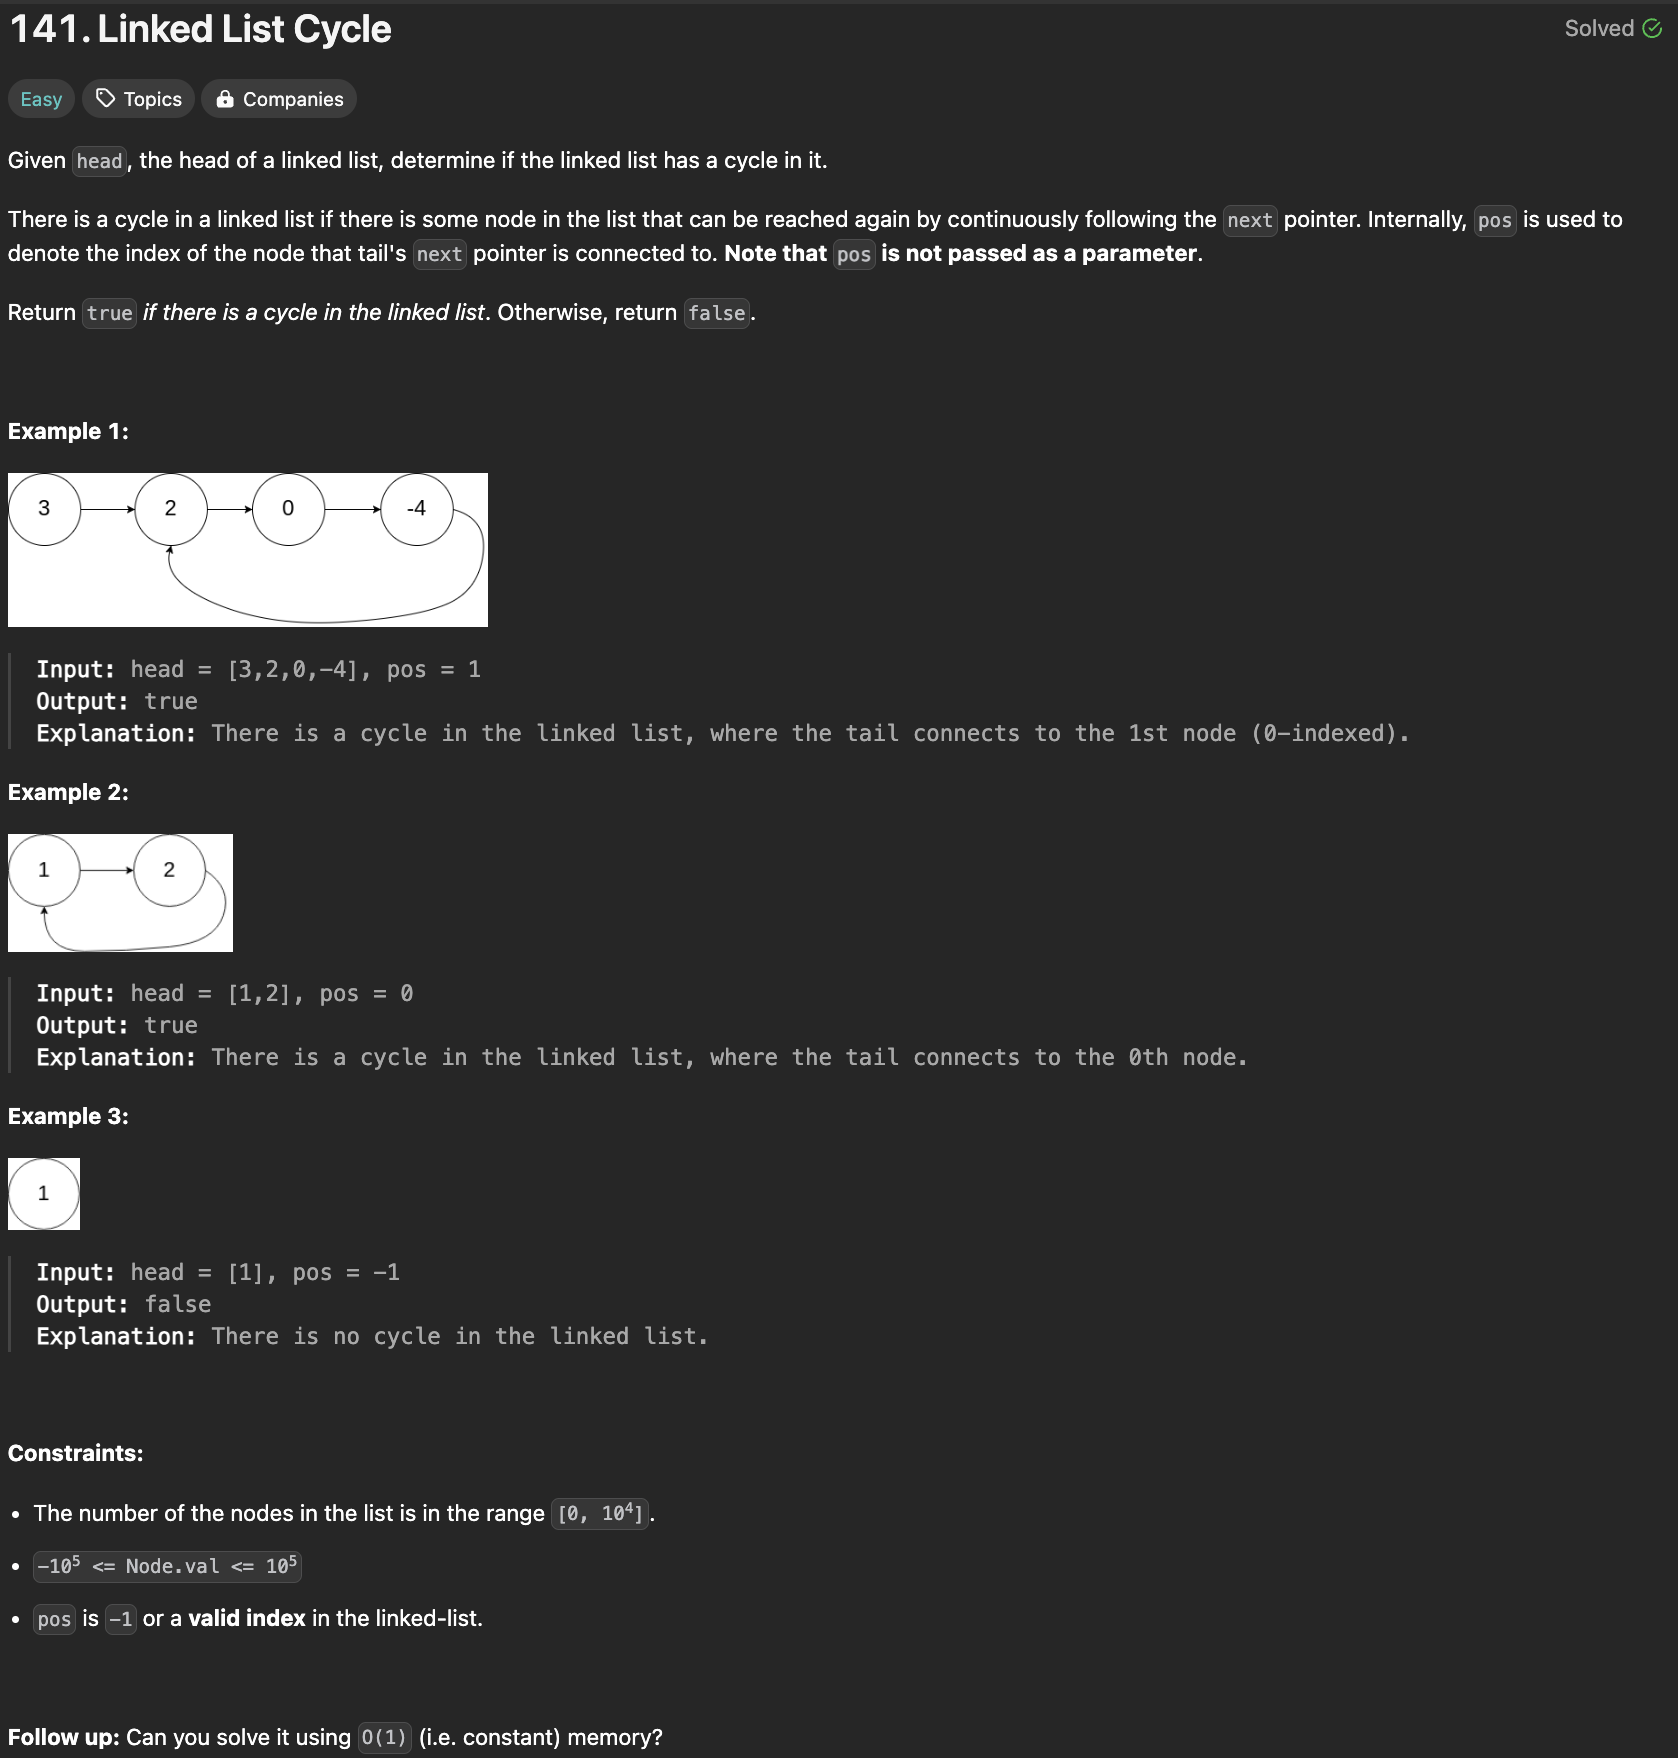 141. Linked List Cycle
Solved
Easy
Topics
Companies
Given head, the head of a linked list, determine if the linked list has a cycle in it.
There is a cycle in a linked list if there is some node in the list that can be reached again by continuously following the next pointer. Internally, pos is used to
denote the index of the node that tail's next pointer is connected to. Note that pos is not passed as a parameter.
Return true if there is a cycle in the linked list. Otherwise, return false.
Example 1:
3 2 0 -4
Input: head = [3,2,0,-4], pos = 1
Output: true
Explanation: There is a cycle in the linked list, where the tail connects to the 1st node (0-indexed).
Example 2:
1 2
Input: head = [1,2], pos = 0
Output: true
Explanation: There is a cycle in the linked list, where the tail connects to the 0th node.
Example 3:
1
Input: head = [1], pos = -1
Output: false
Explanation: There is no cycle in the linked list.
Constraints:
• The number of the nodes in the list is in the range [0, 10⁴].
• -10⁵ <= Node.val <= 10⁵
• pos is -1 or a valid index in the linked-list.
Follow up: Can you solve it using O(1) (i.e. constant) memory?